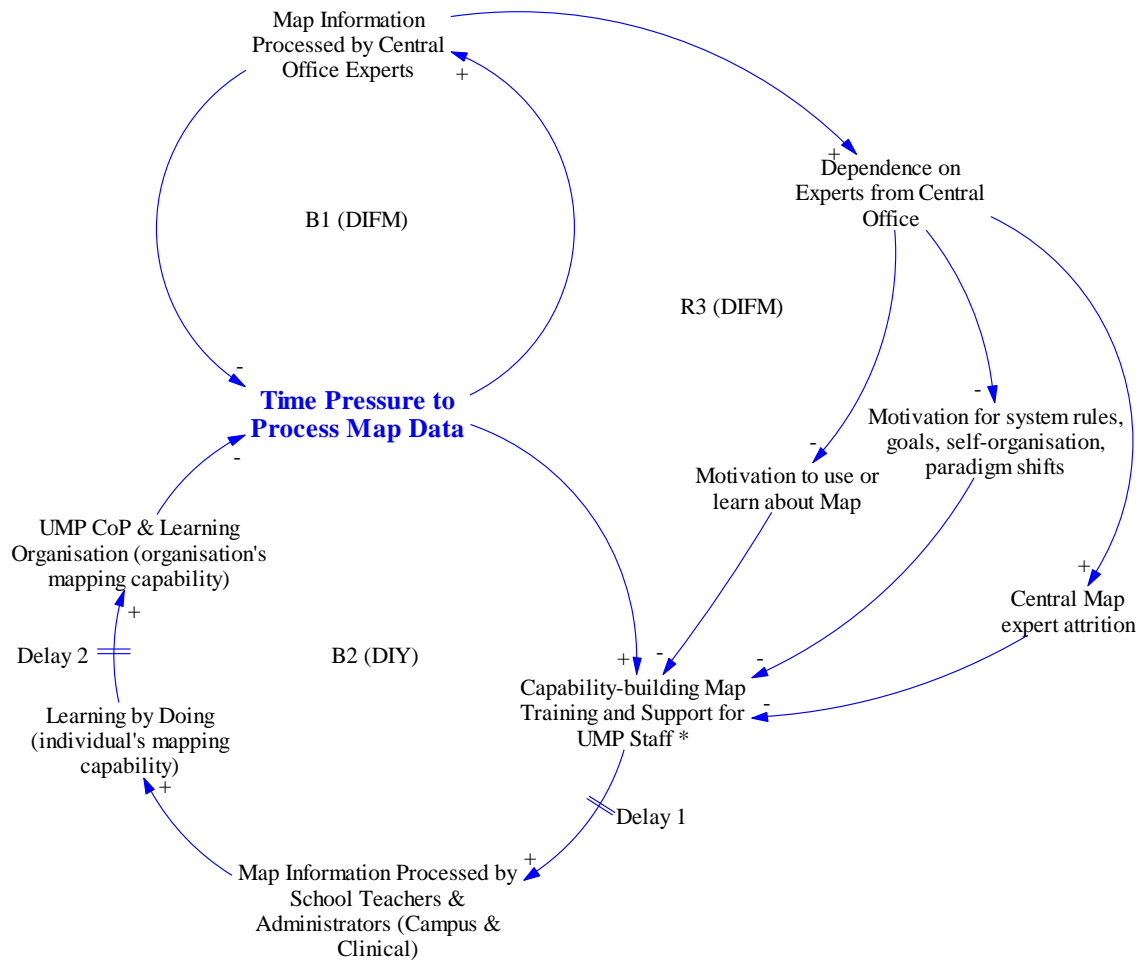 Map Information
Processed by Central
Office Experts
+
+
Dependence on
Experts from Central
Office
B1 (DIFM)
R3 (DIFM)
-
-
Time Pressure to
Process Map Data
-
-
Motivation for system rules,
goals, self-organisation,
paradigm shifts
Motivation to use or
learn about Map
UMP CoP & Learning
Organisation (organisation's
mapping capability)
+
+
Central Map
expert attrition
Delay 2
B2 (DIY)
+
-
-
-
Capability-building Map
Training and Support for
UMP Staff *
Learning by Doing
(individual's mapping
capability)
+
Delay 1
+
Map Information Processed by
School Teachers &
Administrators (Campus &
Clinical)